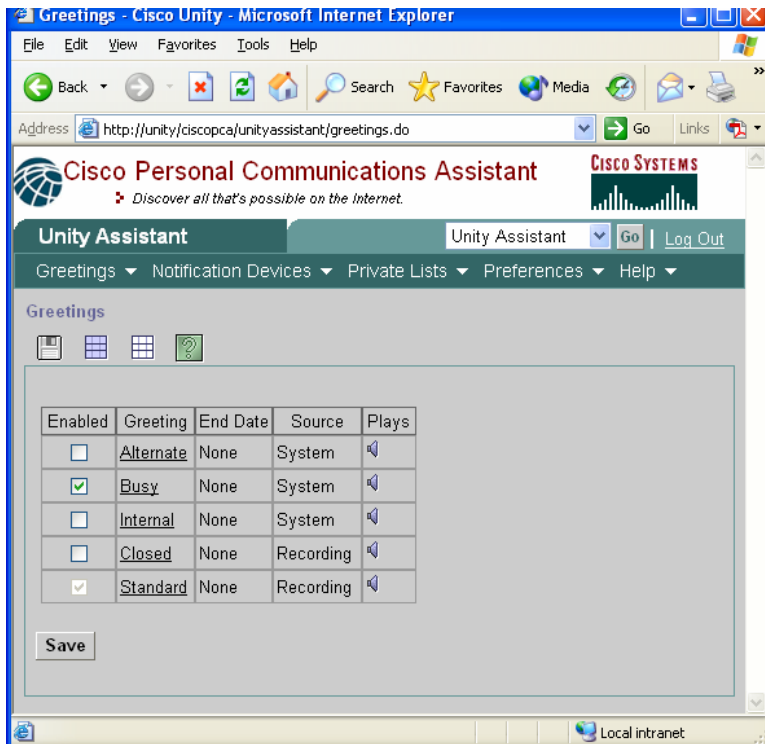 Greetings - Cisco Unity - Microsoft Internet Explorer
File Edit View Favorites Tools Help
Back Search Favorites Media »
Address http://unity/ciscopca/unityassistant/greetings.do Go Links
Cisco Personal Communications Assistant CISCO SYSTEMS
Discover all that's possible on the Internet.
Unity Assistant Unity Assistant Go | Log Out
Greetings Notification Devices Private Lists Preferences Help
Greetings
Enabled Greeting End Date Source Plays
Alternate None System
Busy None System
Internal None System
Closed None Recording
Standard None Recording
Save
Local intranet